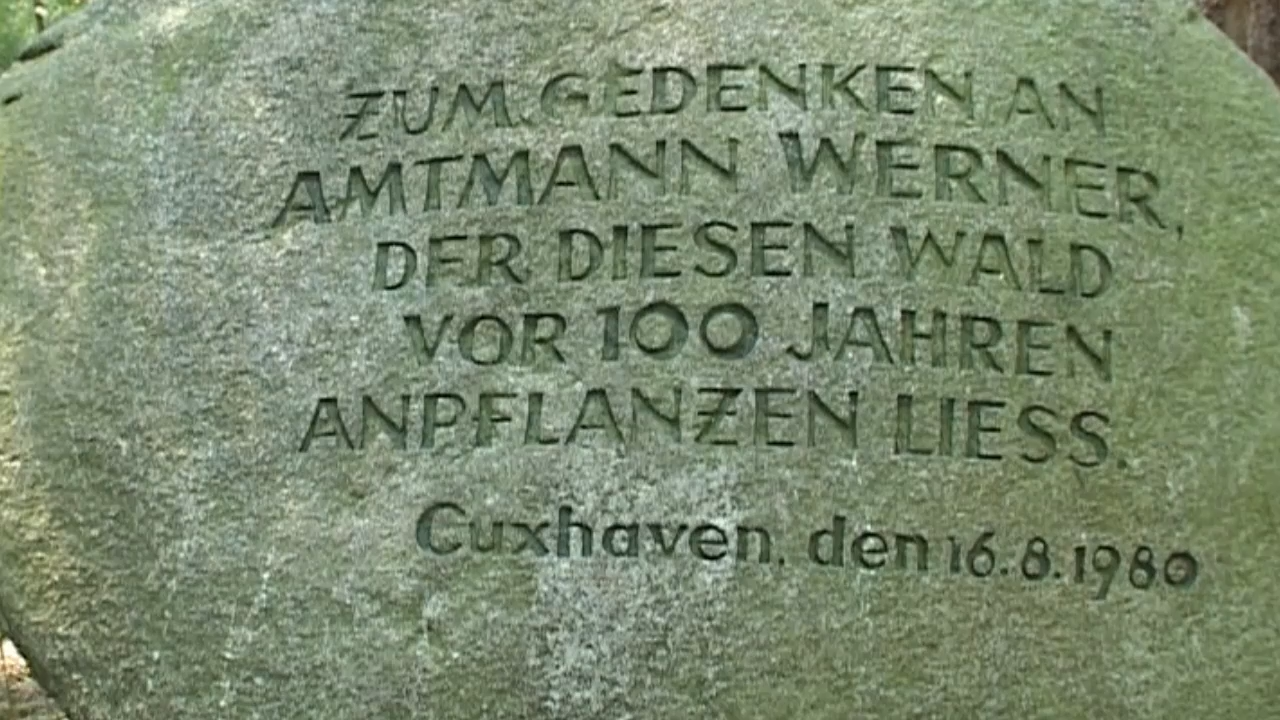 ZUM GEDENKEN AN
AMTMANN WERNER,
DER DIESEN WALD
VOR 100 JAHREN
ANPFLANZEN LIESS.
Cuxhaven, den 16.8.1980